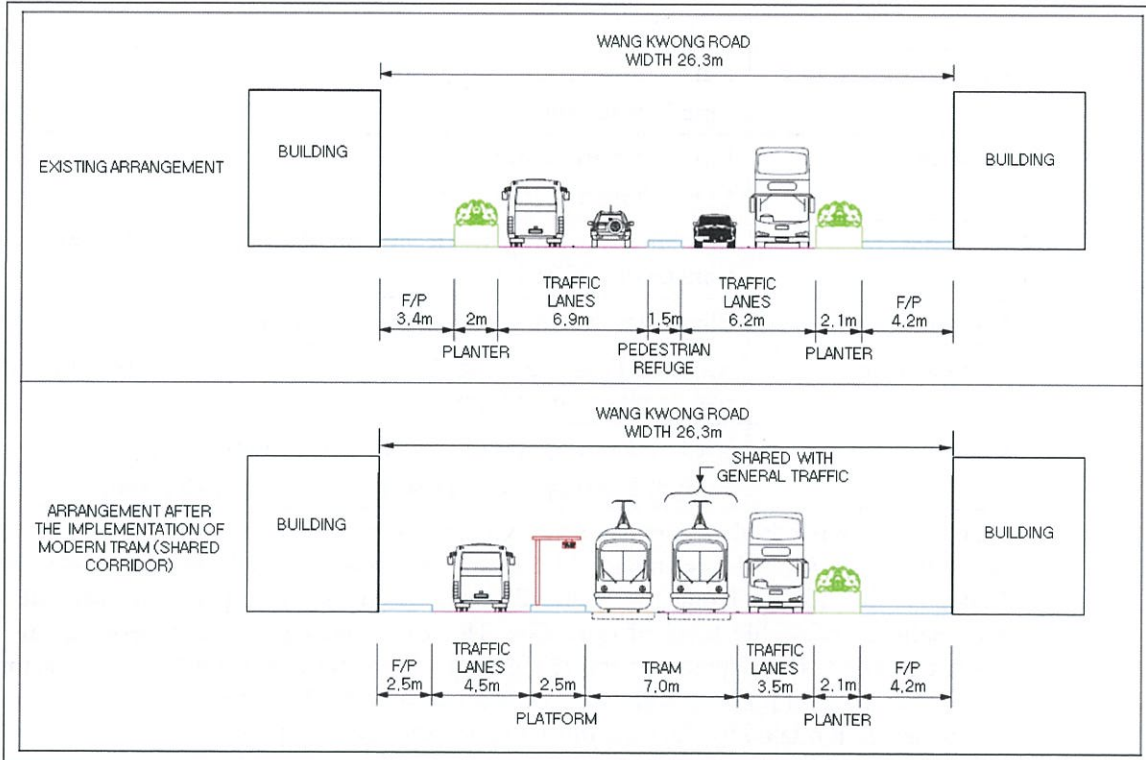 WANG KWONG ROAD
WIDTH 26.3m
BUILDING
BUILDING
EXISTING ARRANGEMENT
F/P
3.4m
2m
PLANTER
TRAFFIC
LANES
6.9m
1.5m
PEDESTRIAN
REFUGE
TRAFFIC
LANES
6.2m
2.1m
PLANTER
F/P
4.2m
WANG KWONG ROAD
WIDTH 26.3m
SHARED WITH
GENERAL TRAFFIC
ARRANGEMENT AFTER
THE IMPLEMENTATION OF
MODERN TRAM (SHARED
CORRIDOR)
BUILDING
BUILDING
F/P
2.5m
TRAFFIC
LANES
4.5m
2.5m
PLATFORM
TRAM
7.0m
TRAFFIC
LANES
3.5m
2.1m
PLANTER
F/P
4.2m